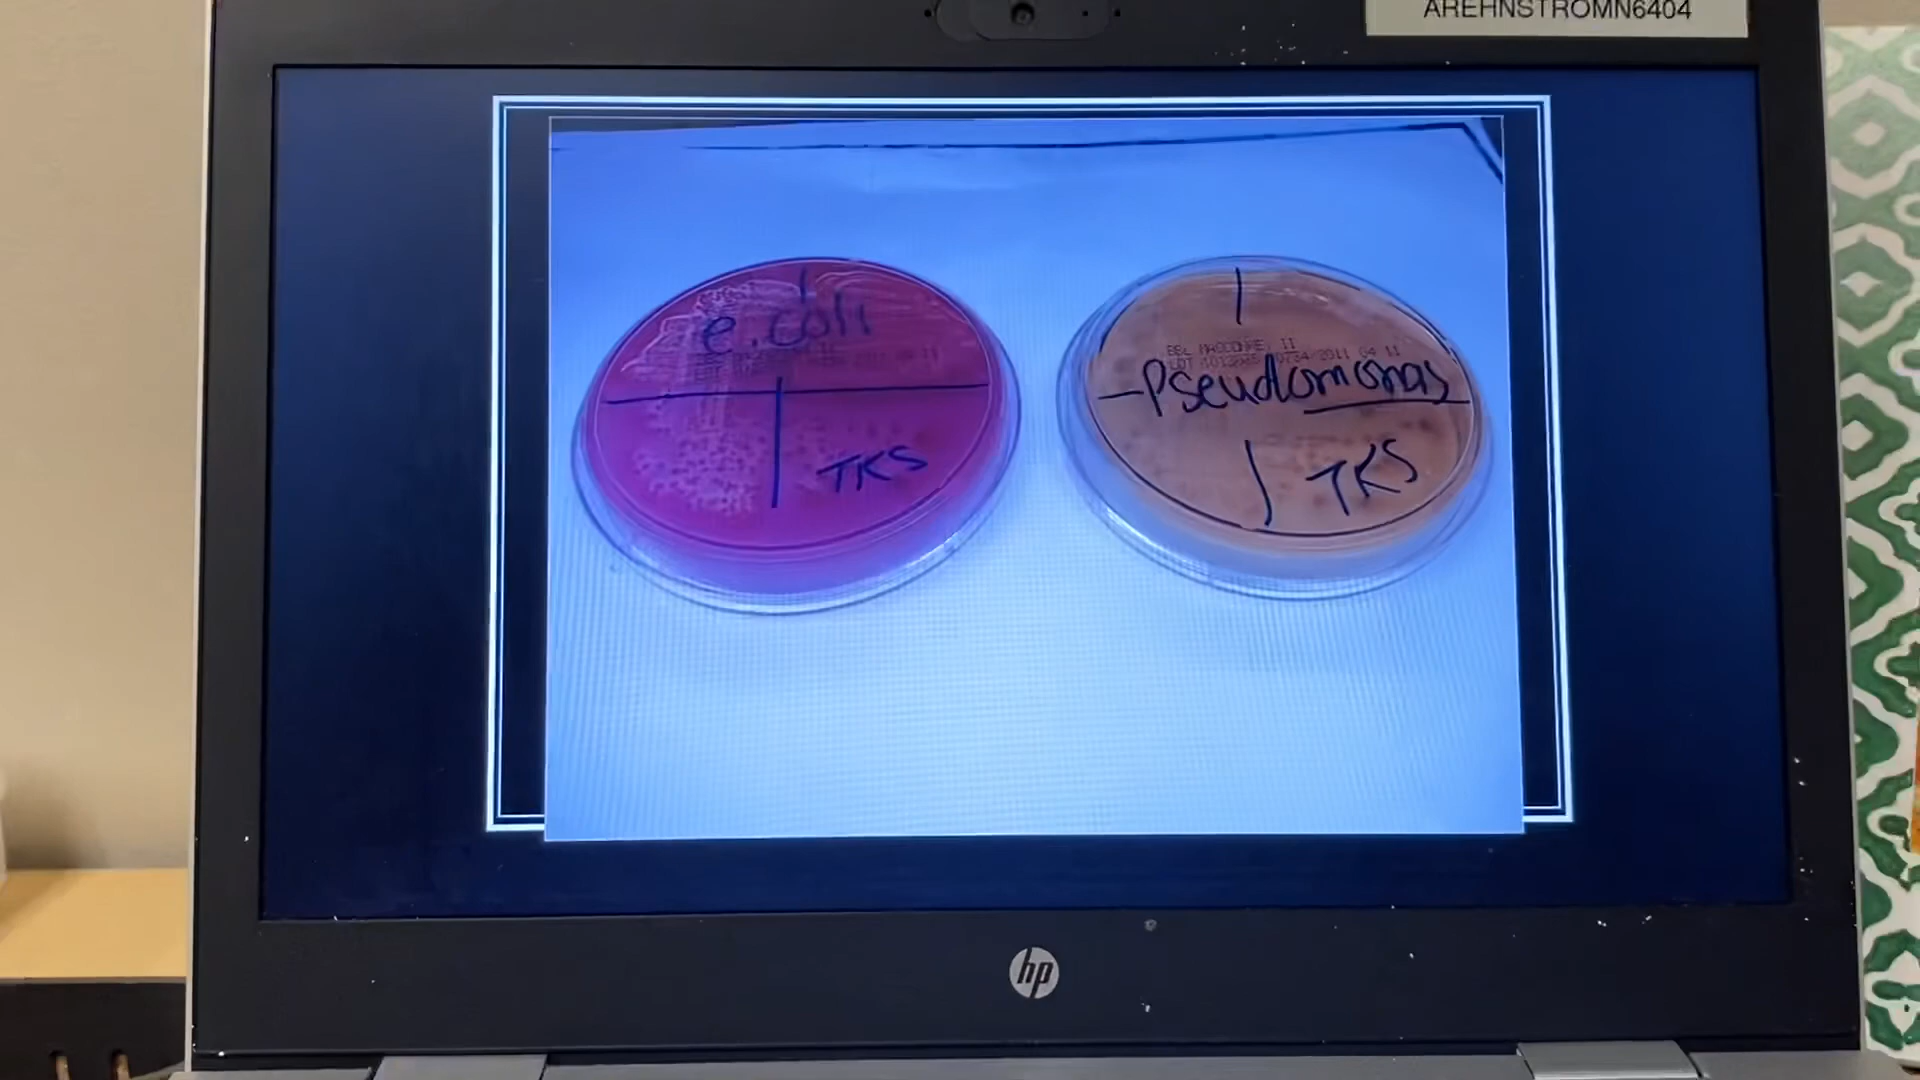 AREHNSTROMN6404
e.coli
TKS
BBL MACCONKEY II
Pseudomonas
TKS
hp